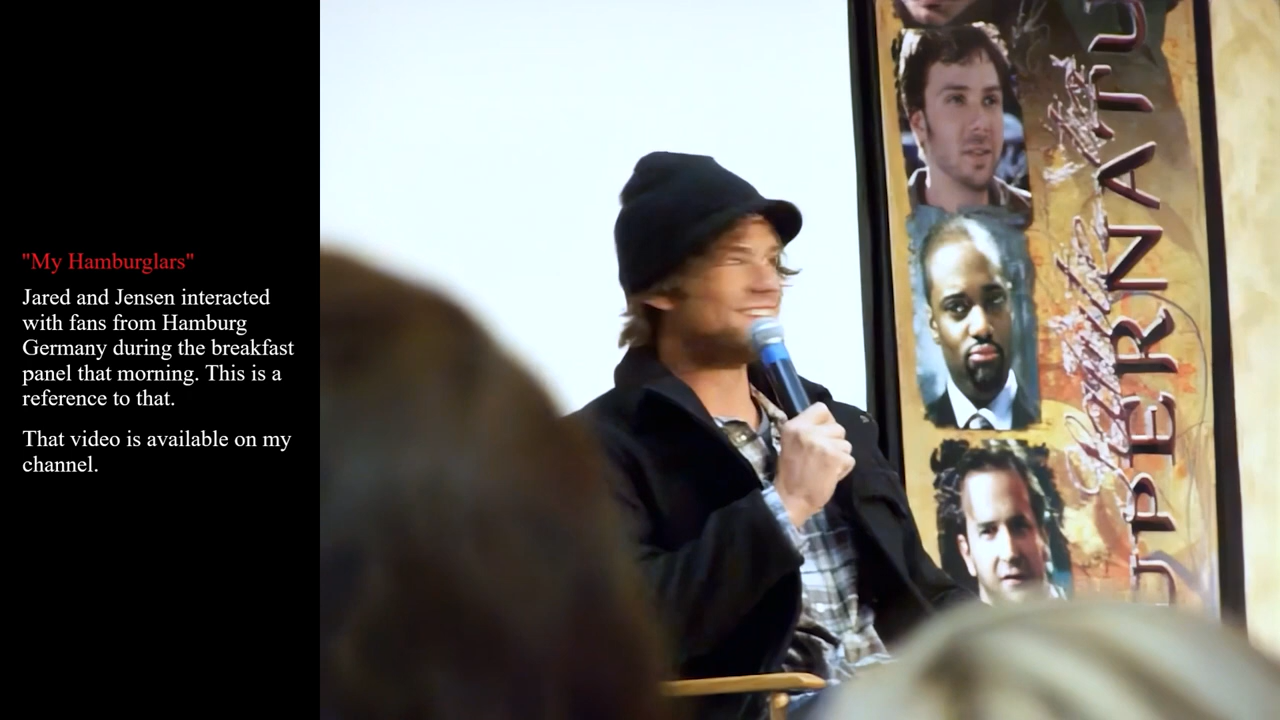 "My Hamburglars"
Jared and Jensen interacted
with fans from Hamburg
Germany during the breakfast
panel that morning. This is a
reference to that.
That video is available on my
channel.
UPERNATU